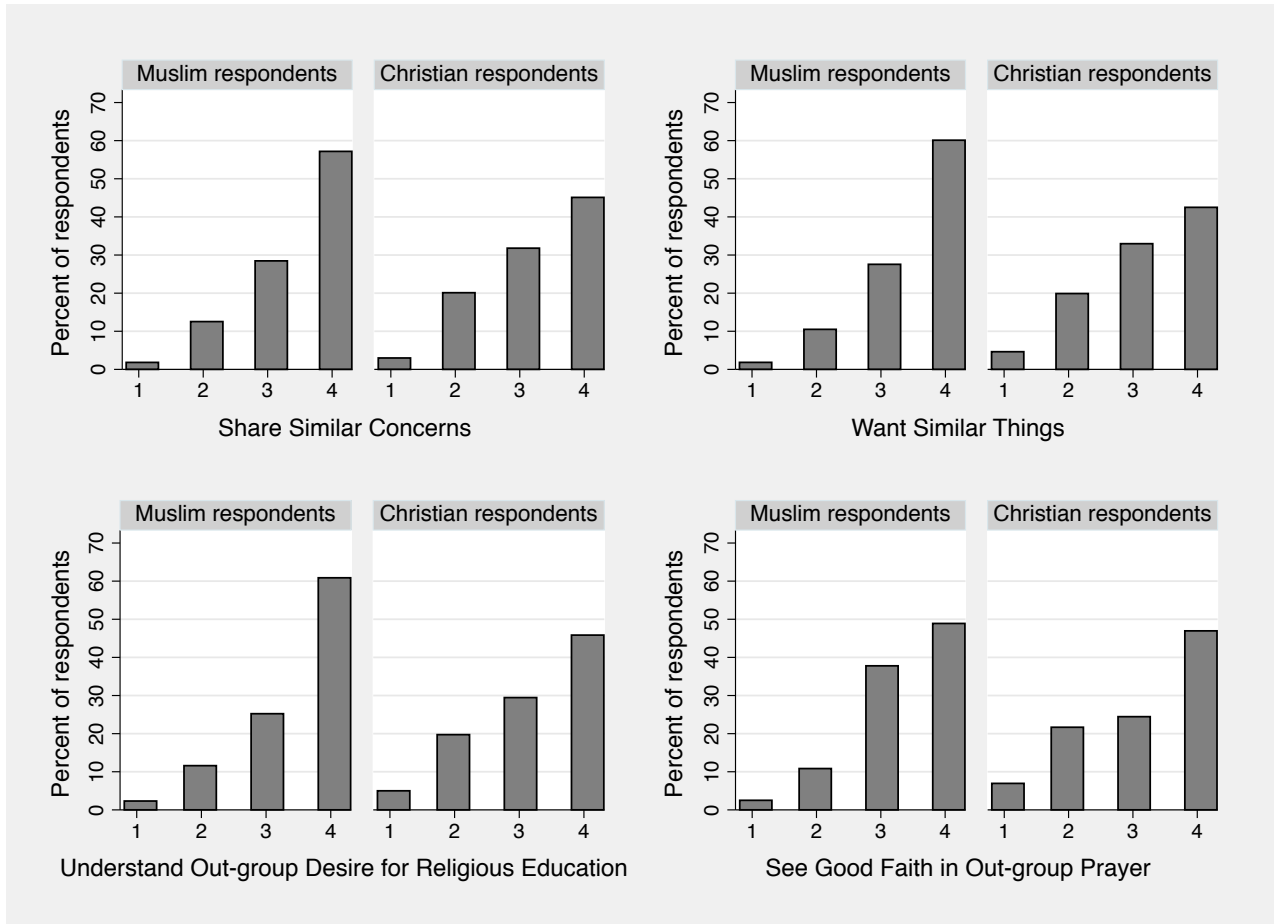 Muslim respondents Christian respondents
Percent of respondents
0 10 20 30 40 50 60 70
1 2 3 4 1 2 3 4
Share Similar Concerns
Muslim respondents Christian respondents
Percent of respondents
0 10 20 30 40 50 60 70
1 2 3 4 1 2 3 4
Want Similar Things
Muslim respondents Christian respondents
Percent of respondents
0 10 20 30 40 50 60 70
1 2 3 4 1 2 3 4
Understand Out-group Desire for Religious Education
Muslim respondents Christian respondents
Percent of respondents
0 10 20 30 40 50 60 70
1 2 3 4 1 2 3 4
See Good Faith in Out-group Prayer